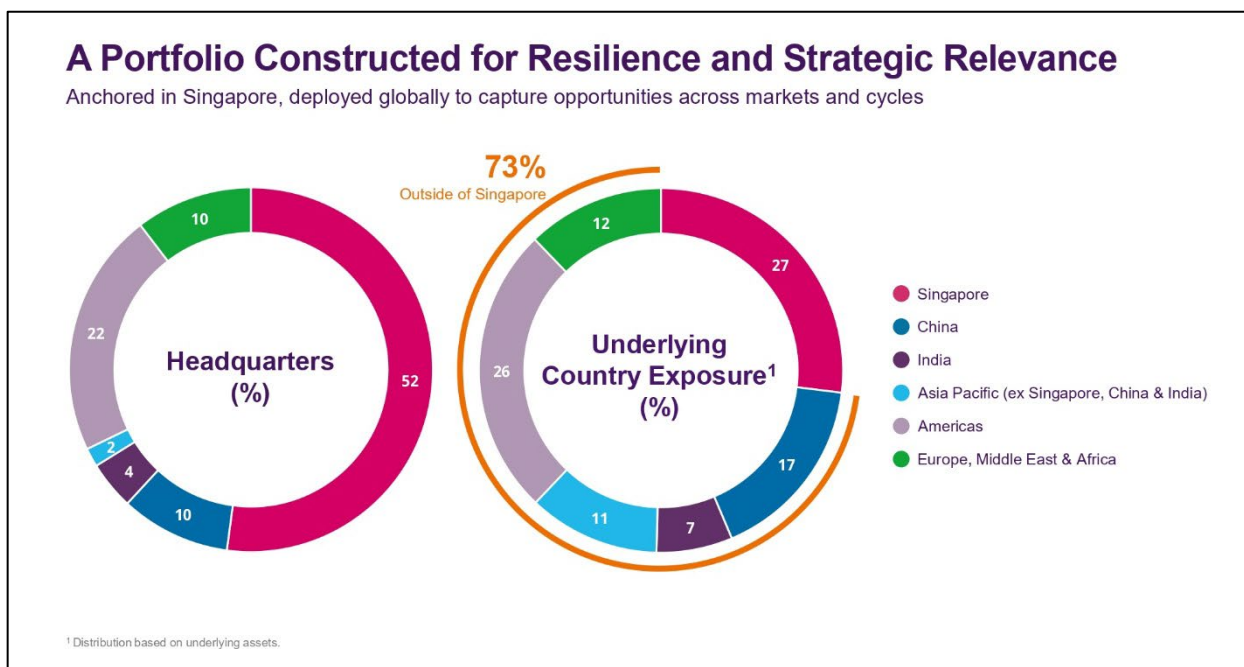 A Portfolio Constructed for Resilience and Strategic Relevance
Anchored in Singapore, deployed globally to capture opportunities across markets and cycles
10
22
2
4
10
52
Headquarters
(%)
73%
Outside of Singapore
12
27
26
17
11
7
Underlying
Country Exposure¹
(%)
Singapore
China
India
Asia Pacific (ex Singapore, China & India)
Americas
Europe, Middle East & Africa
¹ Distribution based on underlying assets.